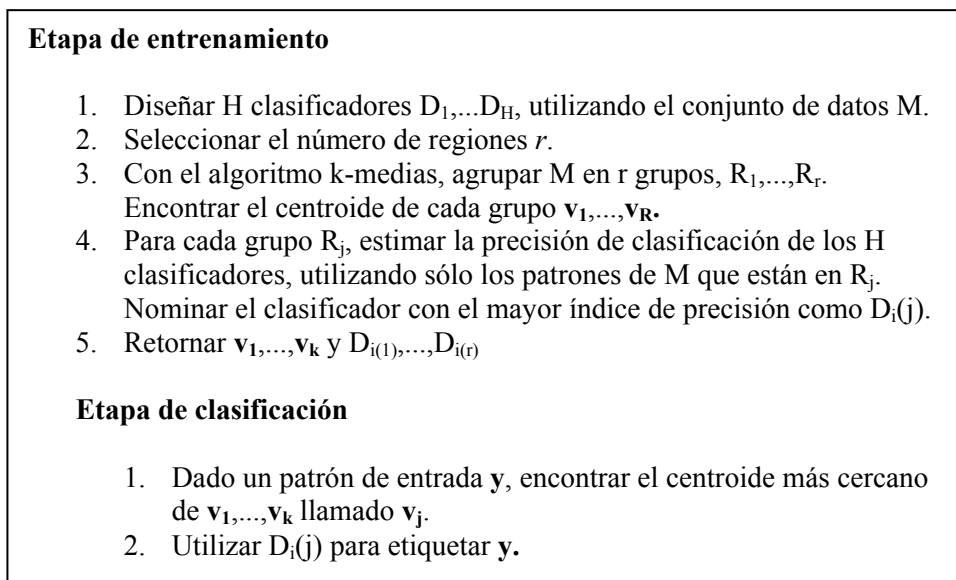 Etapa de entrenamiento
1. Diseñar H clasificadores D₁,...D_H, utilizando el conjunto de datos M.
2. Seleccionar el número de regiones r.
3. Con el algoritmo k-medias, agrupar M en r grupos, R₁,...,Rᵣ.
Encontrar el centroide de cada grupo v₁,...,v_R.
4. Para cada grupo Rⱼ, estimar la precisión de clasificación de los H
clasificadores, utilizando sólo los patrones de M que están en Rⱼ.
Nominar el clasificador con el mayor índice de precisión como Dᵢ(j).
5. Retornar v₁,...,vₖ y Dᵢ₍₁₎,...,Dᵢ₍ᵣ₎
Etapa de clasificación
1. Dado un patrón de entrada y, encontrar el centroide más cercano
de v₁,...,vₖ llamado vⱼ.
2. Utilizar Dᵢ(j) para etiquetar y.